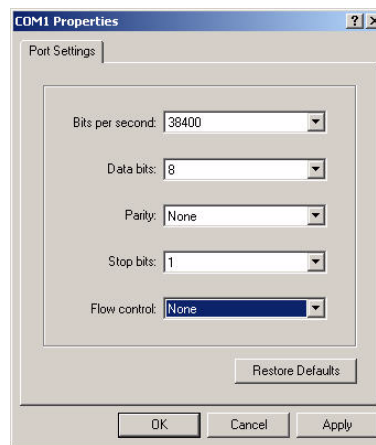 COM1 Properties
Port Settings
Bits per second: 38400
Data bits: 8
Parity: None
Stop bits: 1
Flow control: None
Restore Defaults
OK Cancel Apply